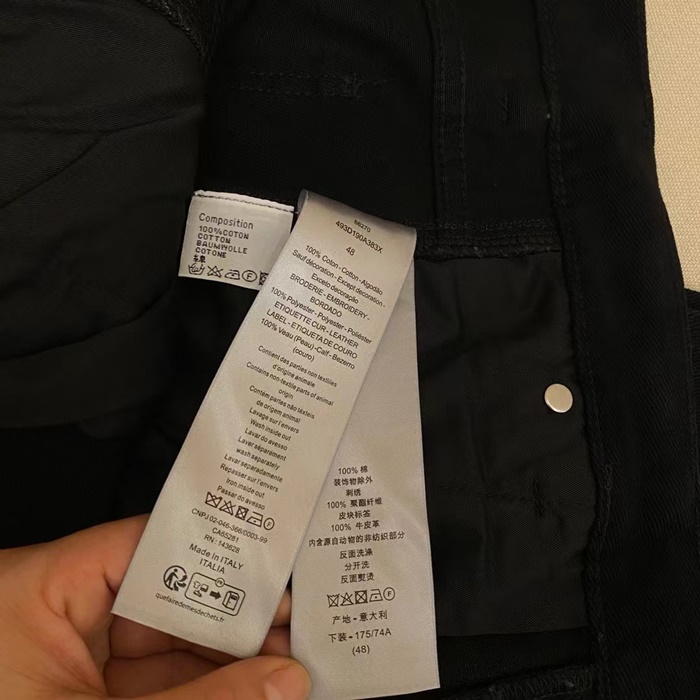 Composition
100%COTON
COTTON
BAUMWOLLE
COTONE
56270
493D190A383X
48
100% Coton - Cotton - Algodão
Sauf décoration - Except decoration -
Exceto decoração
BRODERIE - EMBROIDERY -
BORDADO
100% Polyester - Polyester - Poliéster
ETIQUETTE CUIR - LEATHER
LABEL - ETIQUETA DE COURO
100% Veau (Peau) - Calf - Bezerro
(couro)
Consent des parties non textiles
d'origine animale
Contains non-textile parts of animal
origin
Contém partes não têxteis
de origem animal
Lavage sur l'envers
Wash inside out
Lavar do avesso
Laver séparément
wash separately
Lavar separadamente
Repasser sur l'envers
Iron inside out
Passar do avesso
F
CNPJ 02-046-366/0003-99
CA55281
RN : 143628
Made in ITALY
ITALIA
FR
quefairedemesdechets.fr
100% 棉
装饰物除外
刺绣
100% 聚酯纤维
皮块标签
100% 牛皮革
内含源自动物的非纺织部分
反面洗涤
分开洗
反面熨烫
F
产地 - 意大利
下装 - 175/74A
(48)